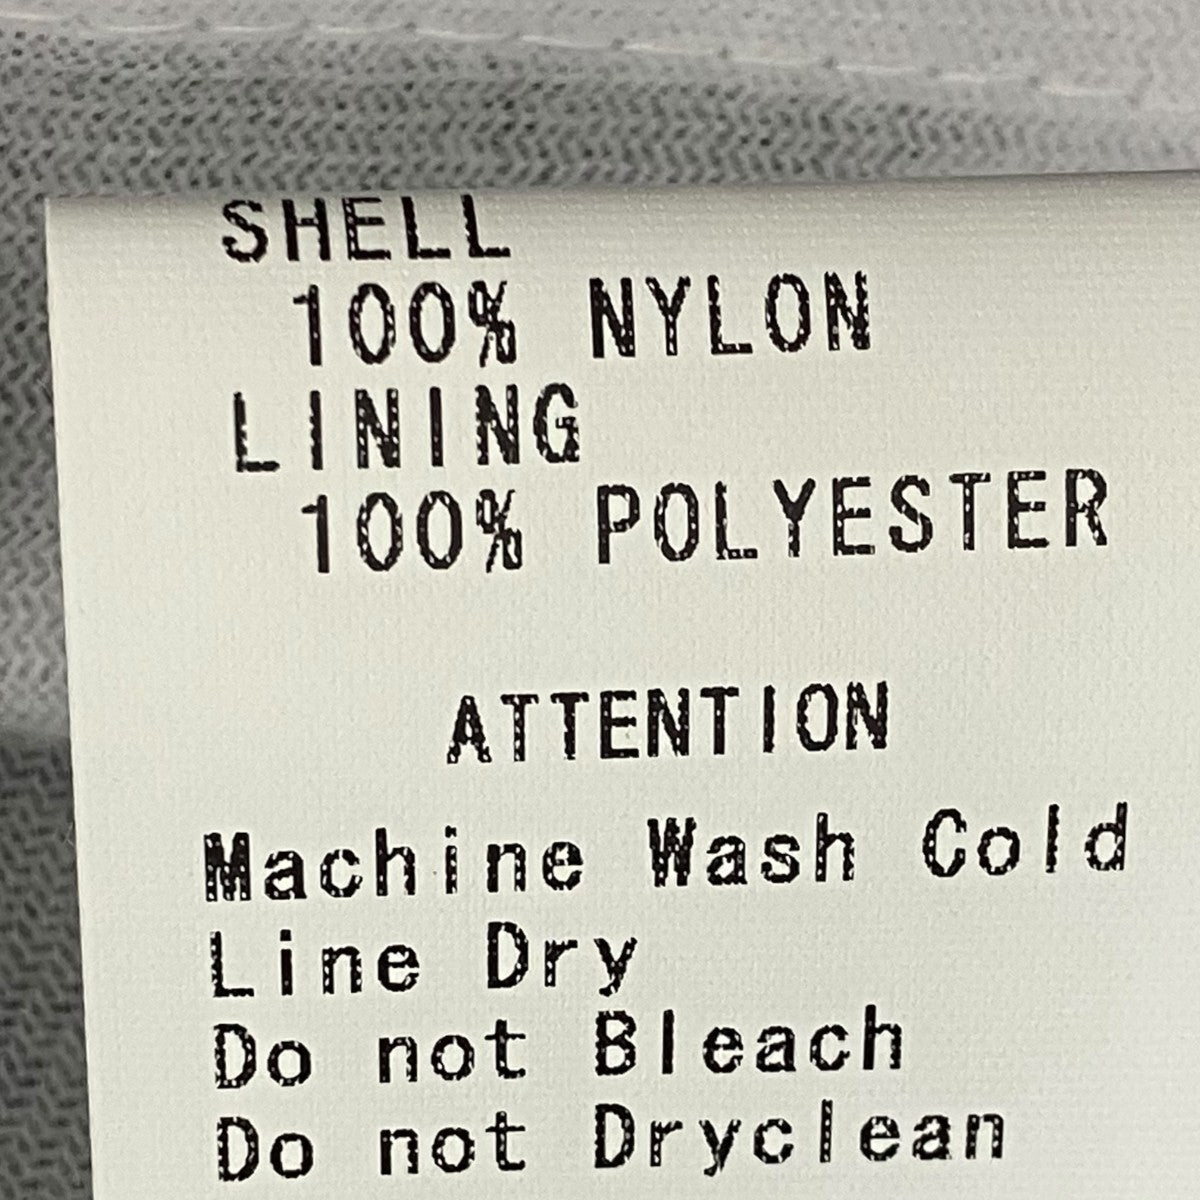 SHELL
100% NYLON
LINING
100% POLYESTER
ATTENTION
Machine Wash Cold
Line Dry
Do not Bleach
Do not Dryclean